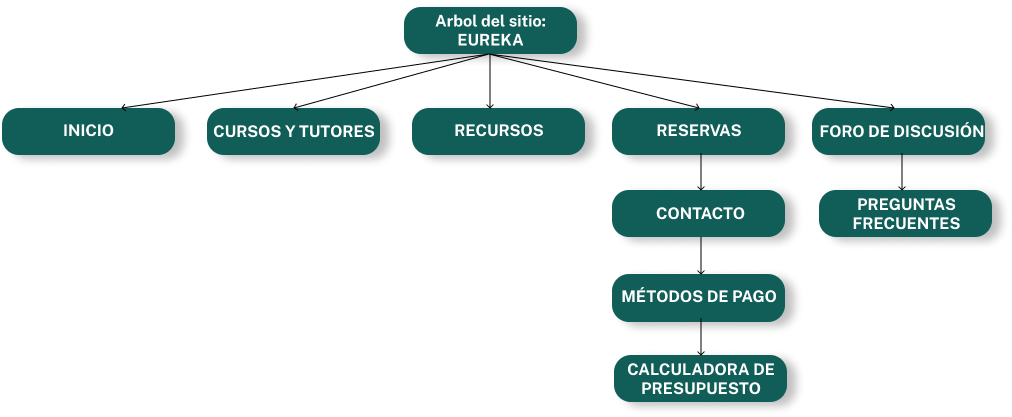 Arbol del sitio:
EUREKA
INICIO
CURSOS Y TUTORES
RECURSOS
RESERVAS
FORO DE DISCUSIÓN
CONTACTO
PREGUNTAS
FRECUENTES
MÉTODOS DE PAGO
CALCULADORA DE
PRESUPUESTO